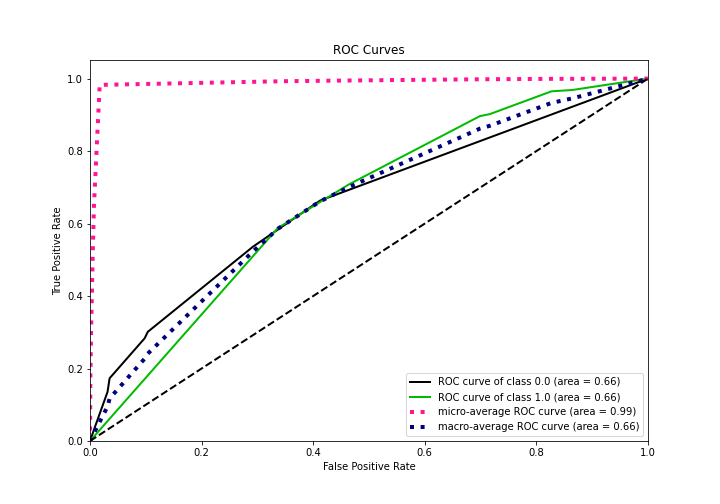 ROC Curves
True Positive Rate
1.0
0.8
0.6
0.4
0.2
0.0
0.0 0.2 0.4 0.6 0.8 1.0
False Positive Rate
ROC curve of class 0.0 (area = 0.66)
ROC curve of class 1.0 (area = 0.66)
micro-average ROC curve (area = 0.99)
macro-average ROC curve (area = 0.66)